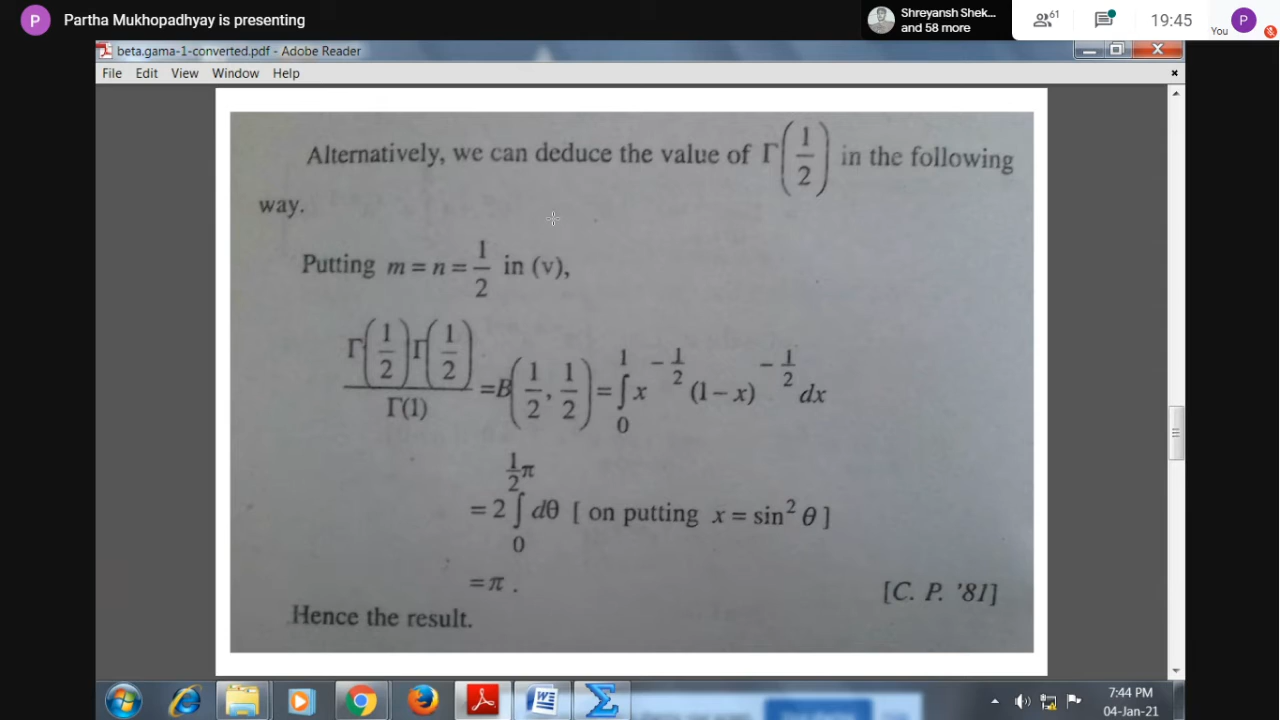 P Partha Mukhopadhyay is presenting
Shreyansh Shek...
and 58 more
61
19:45
You P
beta.gama-1-converted.pdf - Adobe Reader
File Edit View Window Help
Alternatively, we can deduce the value of Γ(1/2) in the following
way.
Putting m = n = 1/2 in (v),
Γ(1/2)Γ(1/2)/Γ(1) = B(1/2, 1/2) = ∫₀¹ x^(-1/2) (1 – x)^(-1/2) dx
= 2 ∫₀^(1/2 π) dθ [ on putting x = sin² θ ]
= π .
[C. P. '81]
Hence the result.
7:44 PM
04-Jan-21